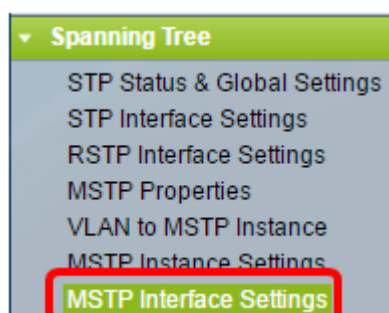 Spanning Tree
STP Status & Global Settings
STP Interface Settings
RSTP Interface Settings
MSTP Properties
VLAN to MSTP Instance
MSTP Instance Settings
MSTP Interface Settings